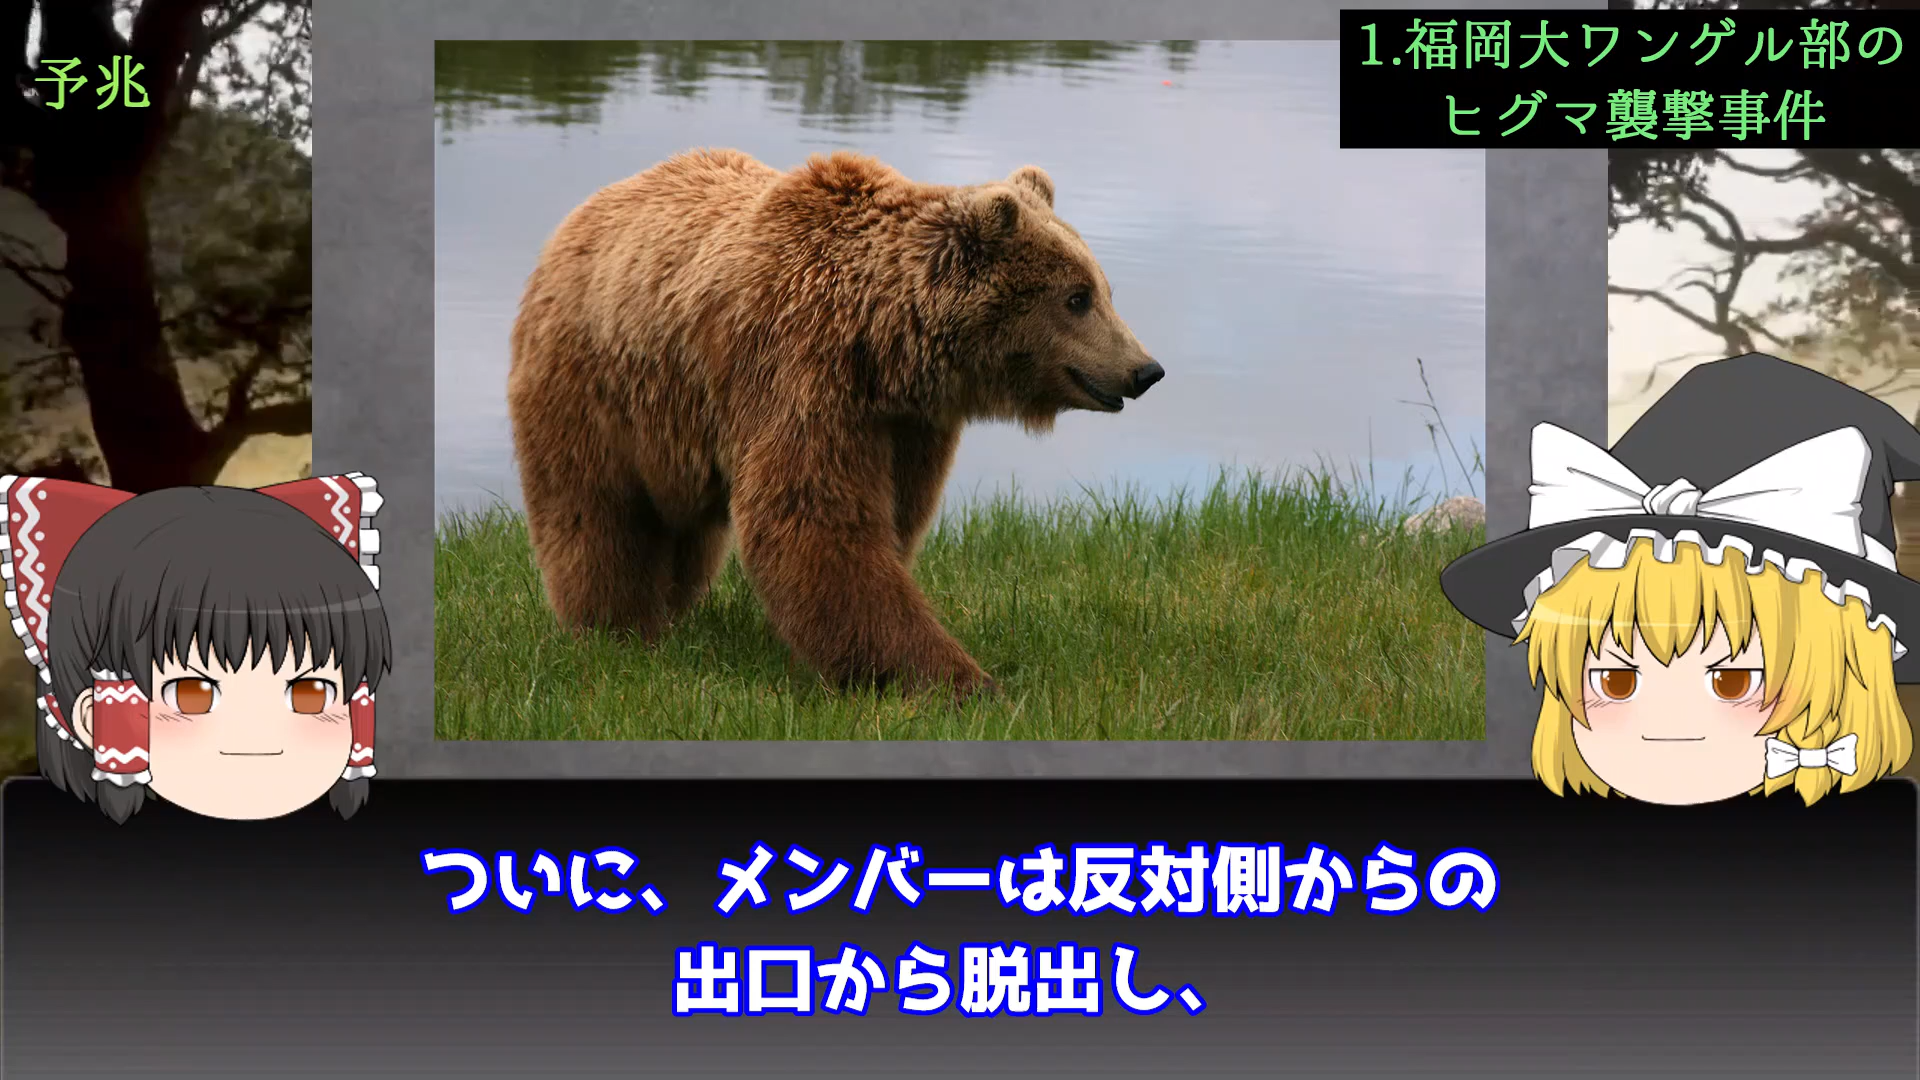 予兆
1.福岡大ワンゲル部の
ヒグマ襲撃事件
ついに、メンバーは反対側からの
出口から脱出し、